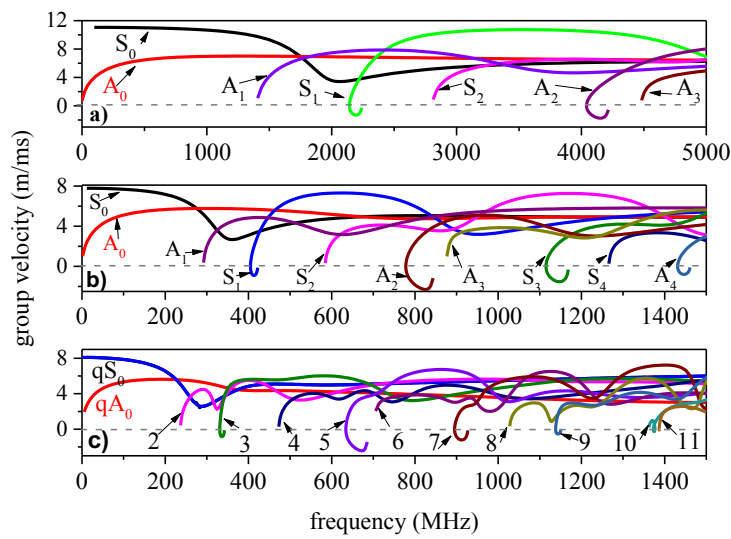 12
8
4
0
S₀
A₀
A₁
S₁
S₂
A₂
A₃
a)
0 1000 2000 3000 4000 5000
group velocity (m/ms)
8
4
0
S₀
A₀
A₁
S₁
S₂
A₂
A₃
S₃
S₄
A₄
b)
0 200 400 600 800 1000 1200 1400
8
4
0
qS₀
qA₀
2 3 4 5 6 7 8 9 10 11
c)
0 200 400 600 800 1000 1200 1400
frequency (MHz)